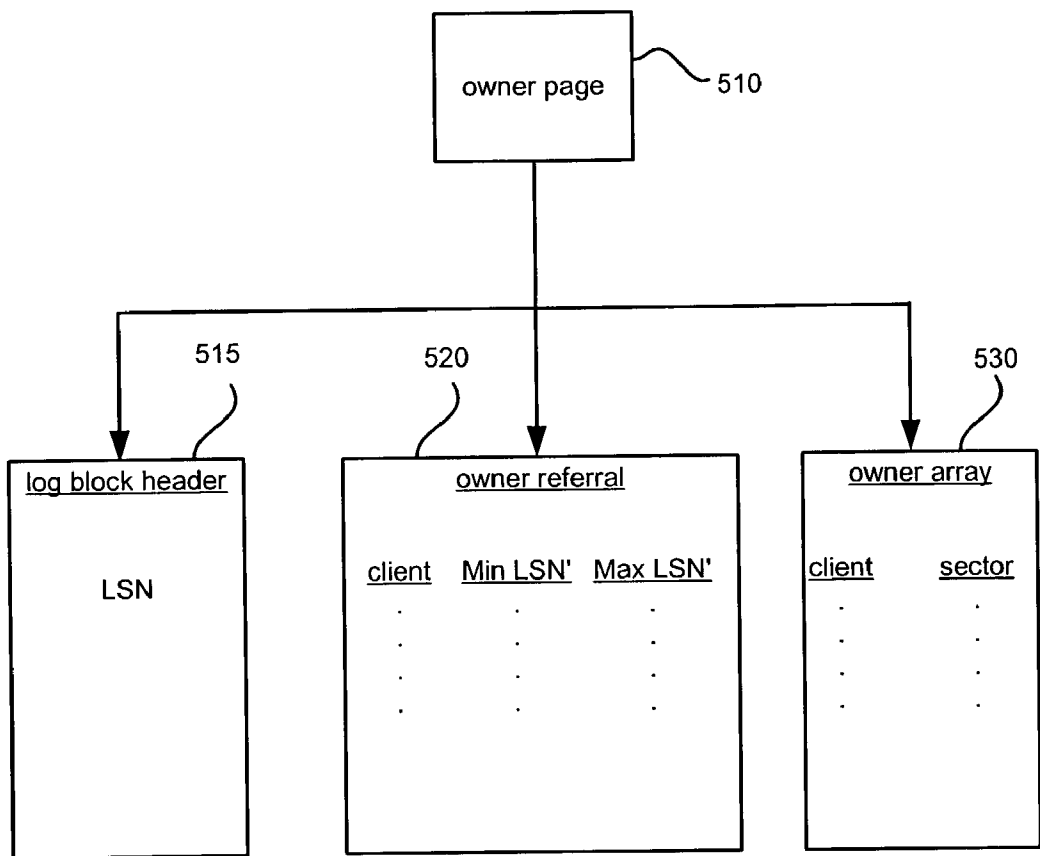 owner page
510
515
520
530
log block header
owner referral
owner array
LSN
client Min LSN' Max LSN'
client sector